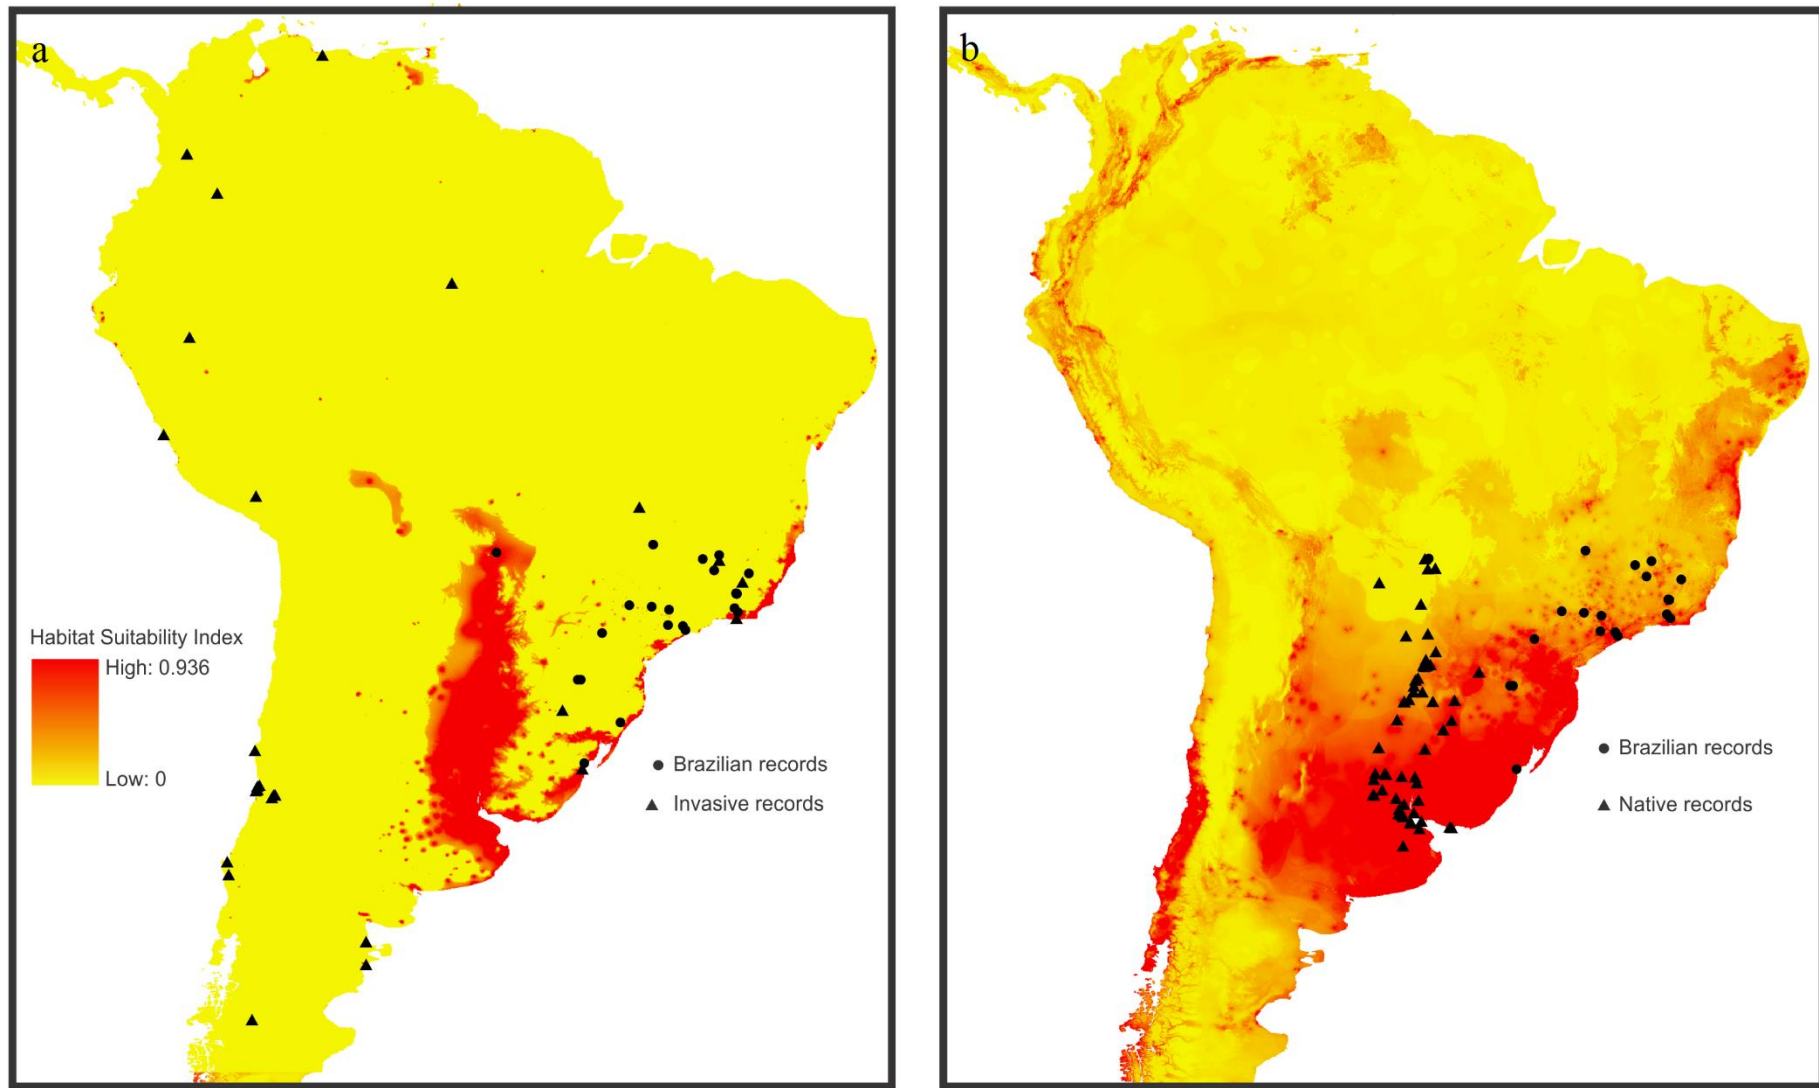 a
Habitat Suitability Index
High: 0.936
Low: 0
Brazilian records
Invasive records
b
Brazilian records
Native records